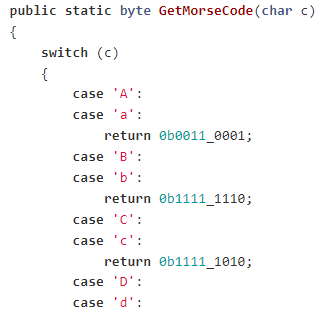 public static byte GetMorseCode(char c)
{
    switch (c)
    {
        case 'A':
        case 'a':
            return 0b0011_0001;
        case 'B':
        case 'b':
            return 0b1111_1110;
        case 'C':
        case 'c':
            return 0b1111_1010;
        case 'D':
        case 'd':